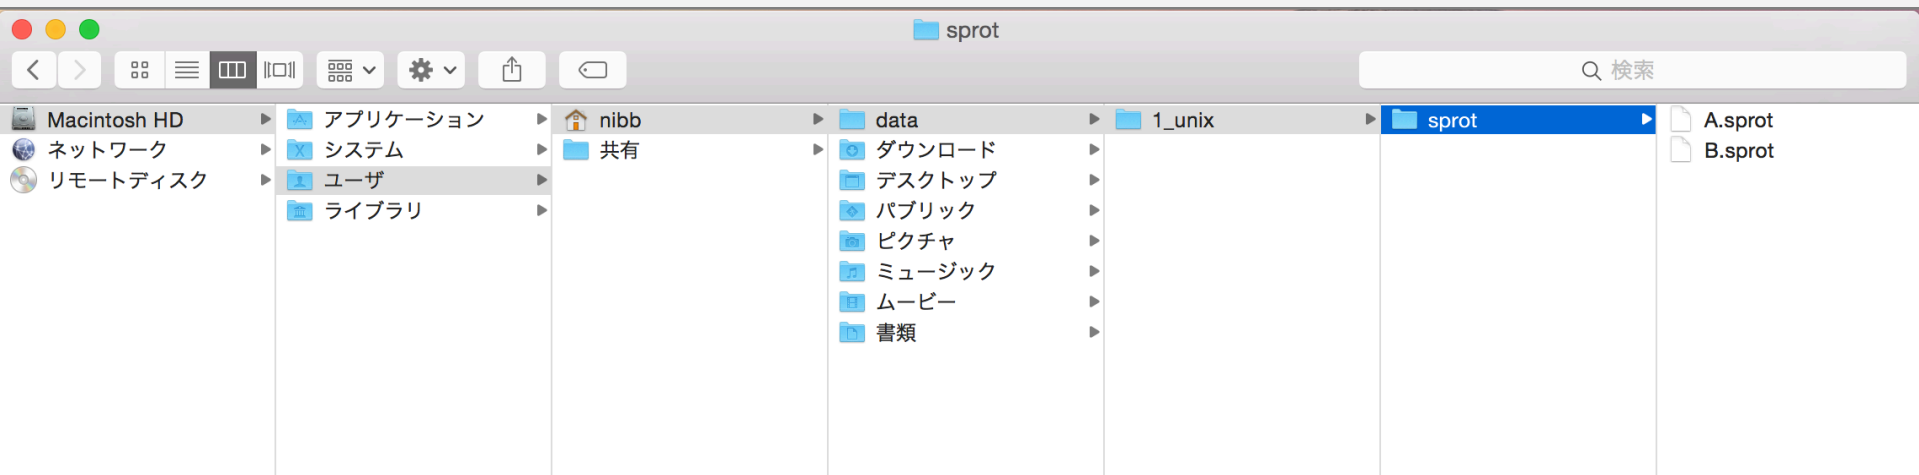 sprot
検索
Macintosh HD
ネットワーク
リモートディスク
アプリケーション
システム
ユーザ
ライブラリ
nibb
共有
data
ダウンロード
デスクトップ
パブリック
ピクチャ
ミュージック
ムービー
書類
1_unix
sprot
A.sprot
B.sprot